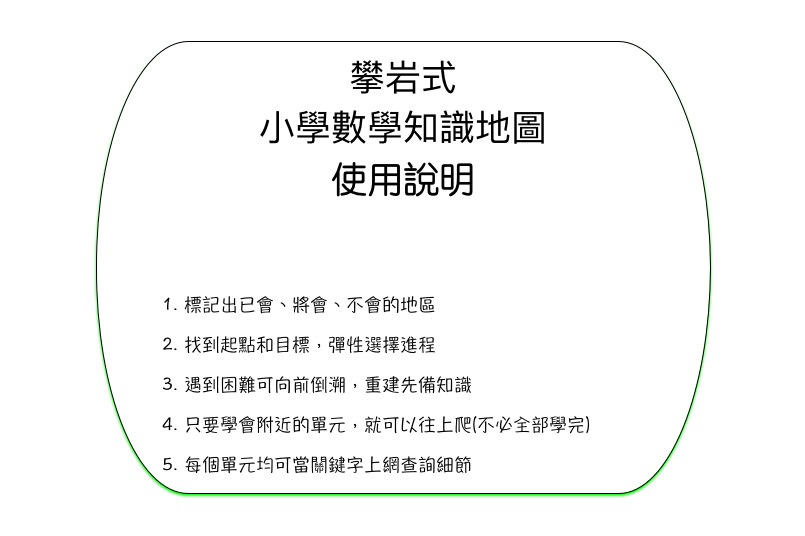 攀岩式
小學數學知識地圖
使用說明
1. 標記出已會、將會、不會的地區
2. 找到起點和目標，彈性選擇進程
3. 遇到困難可向前倒溯，重建先備知識
4. 只要學會附近的單元，就可以往上爬(不必全部學完)
5. 每個單元均可當關鍵字上網查詢細節